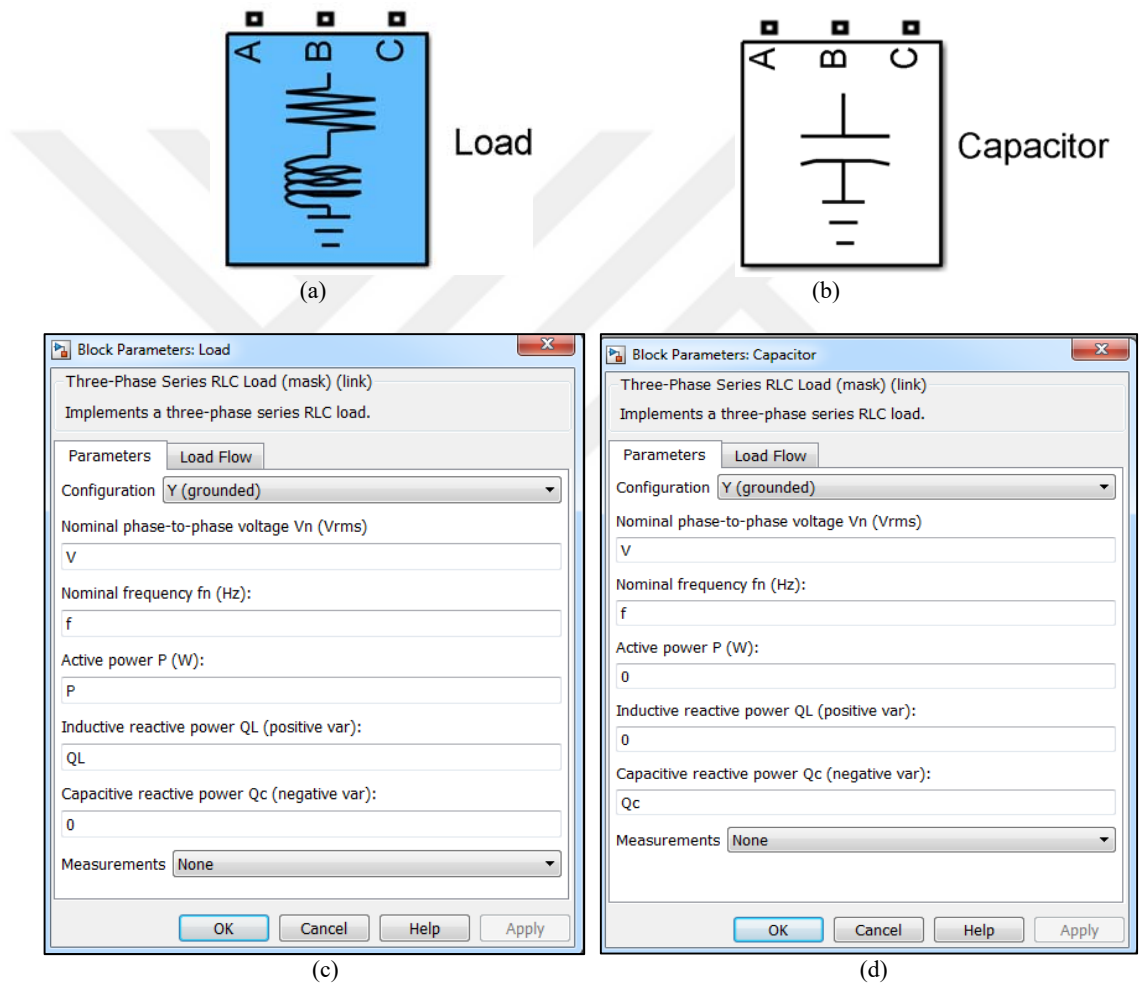 A B C
Load
(a)
A B C
Capacitor
(b)
Block Parameters: Load
Three-Phase Series RLC Load (mask) (link)
Implements a three-phase series RLC load.
Parameters Load Flow
Configuration Y (grounded)
Nominal phase-to-phase voltage Vn (Vrms)
V
Nominal frequency fn (Hz):
f
Active power P (W):
P
Inductive reactive power QL (positive var):
QL
Capacitive reactive power Qc (negative var):
0
Measurements None
OK Cancel Help Apply
(c)
Block Parameters: Capacitor
Three-Phase Series RLC Load (mask) (link)
Implements a three-phase series RLC load.
Parameters Load Flow
Configuration Y (grounded)
Nominal phase-to-phase voltage Vn (Vrms)
V
Nominal frequency fn (Hz):
f
Active power P (W):
0
Inductive reactive power QL (positive var):
0
Capacitive reactive power Qc (negative var):
Qc
Measurements None
OK Cancel Help Apply
(d)